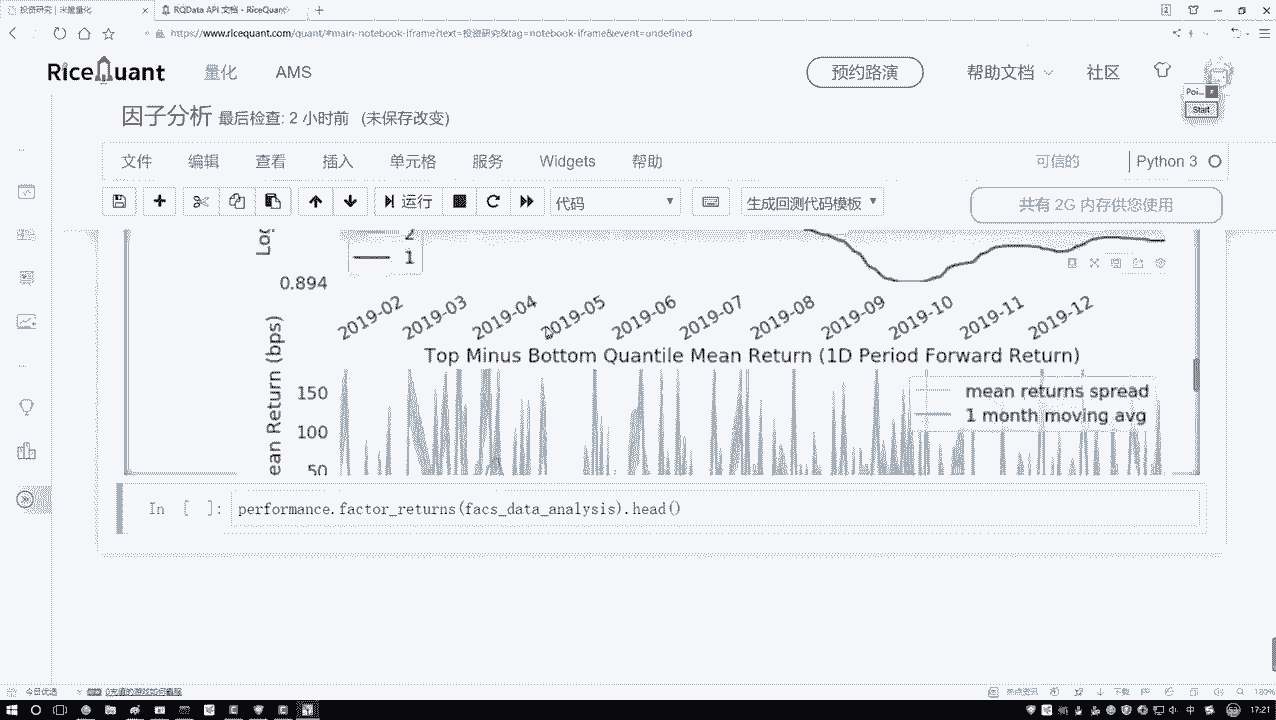 投资研究 | 米筐量化
RQData API 文档 - RiceQuant
https://www.ricequant.com/quant/#main-notebook-iframe?text=投资研究&tag=notebook-iframe&event=undefined
RiceQuant 量化 AMS 预约路演 帮助文档 社区
Start
因子分析 最后检查: 2 小时前 (未保存改变)
文件 编辑 查看 插入 单元格 服务 Widgets 帮助 可信的 Python 3
运行 代码 生成回测代码模板 共有 2G 内存供您使用
2
1
0.894
2019-02 2019-03 2019-04 2019-05 2019-06 2019-07 2019-08 2019-09 2019-10 2019-11 2019-12
Top Minus Bottom Quantile Mean Return (1D Period Forward Return)
ean Return (bps)
150
100
50
mean returns spread
1 month moving avg
In [ ]: performance.factor_returns(facs_data_analysis).head()
今日优选
下载
180%
中
17:21